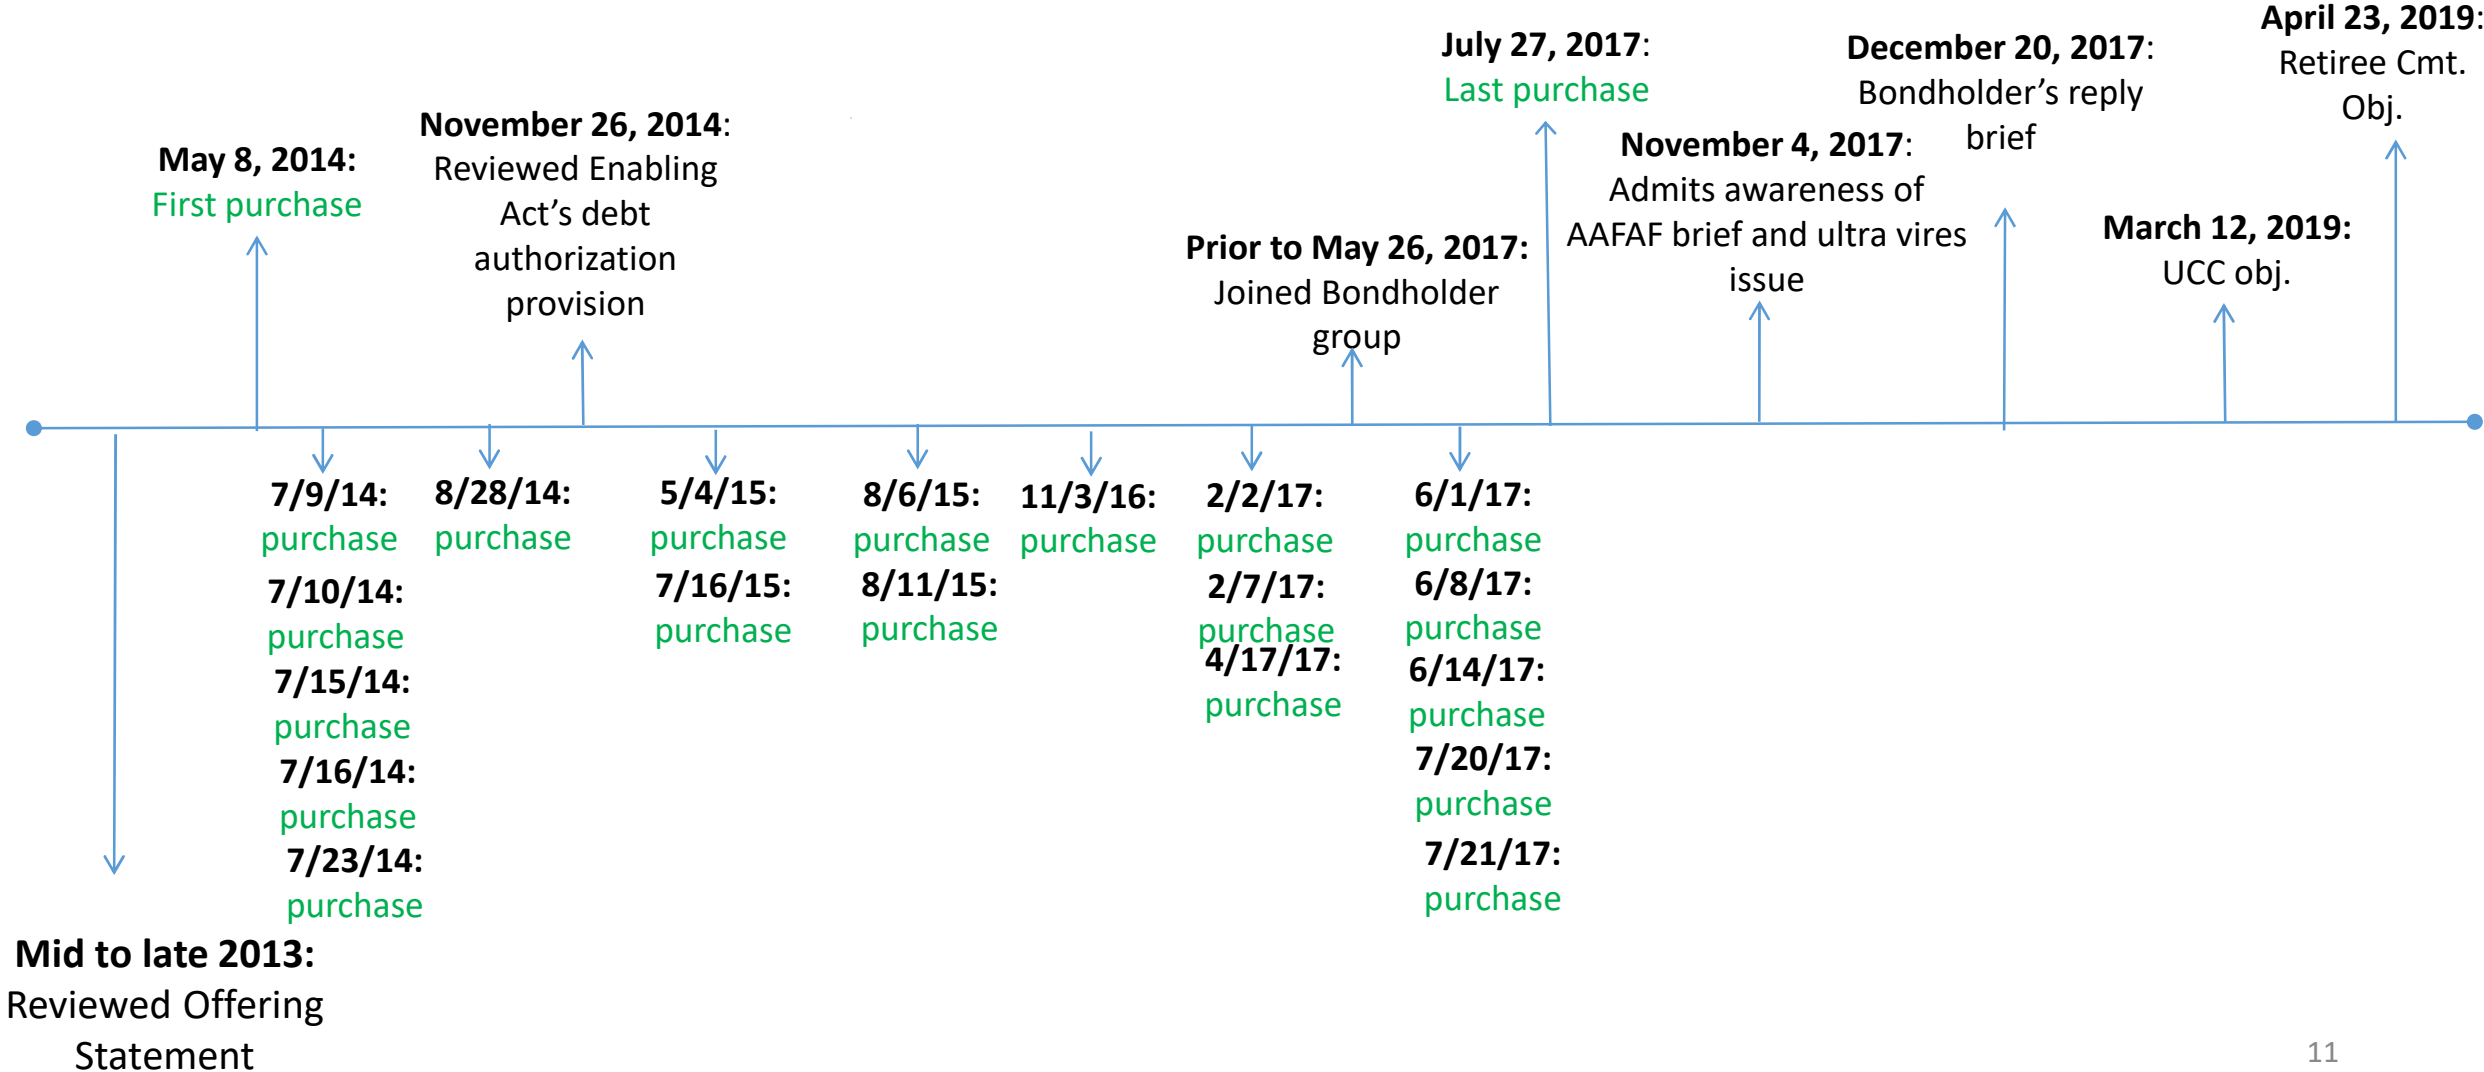 May 8, 2014:
First purchase
November 26, 2014:
Reviewed Enabling
Act’s debt
authorization
provision
Prior to May 26, 2017:
Joined Bondholder
group
July 27, 2017:
Last purchase
November 4, 2017:
Admits awareness of
AAFAF brief and ultra vires
issue
December 20, 2017:
Bondholder’s reply
brief
March 12, 2019:
UCC obj.
April 23, 2019:
Retiree Cmt.
Obj.
7/9/14:
purchase
7/10/14:
purchase
7/15/14:
purchase
7/16/14:
purchase
7/23/14:
purchase
8/28/14:
purchase
5/4/15:
purchase
7/16/15:
purchase
8/6/15:
purchase
8/11/15:
purchase
11/3/16:
purchase
2/2/17:
purchase
2/7/17:
purchase
4/17/17:
purchase
6/1/17:
purchase
6/8/17:
purchase
6/14/17:
purchase
7/20/17:
purchase
7/21/17:
purchase
Mid to late 2013:
Reviewed Offering
Statement
11